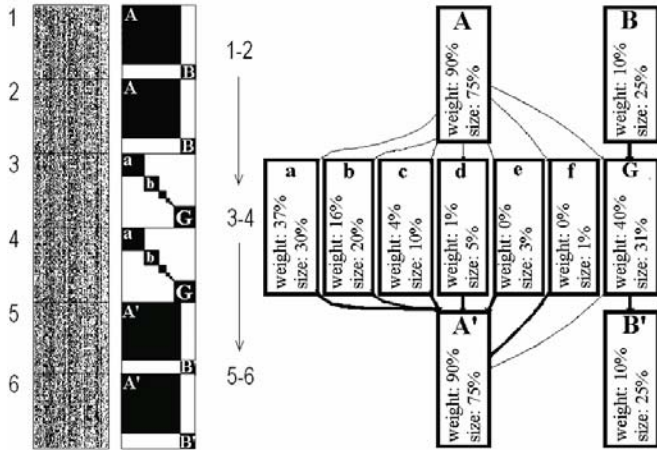 1
A
B
2
A
B
3
a
b
G
4
a
b
G
5
A'
B'
6
A'
B'
1-2
3-4
5-6
A
weight: 90%
size: 75%
B
weight: 10%
size: 25%
a
weight: 37%
size: 30%
b
weight: 16%
size: 20%
c
weight: 4%
size: 10%
d
weight: 1%
size: 5%
e
weight: 0%
size: 3%
f
weight: 0%
size: 1%
G
weight: 40%
size: 31%
A'
weight: 90%
size: 75%
B'
weight: 10%
size: 25%